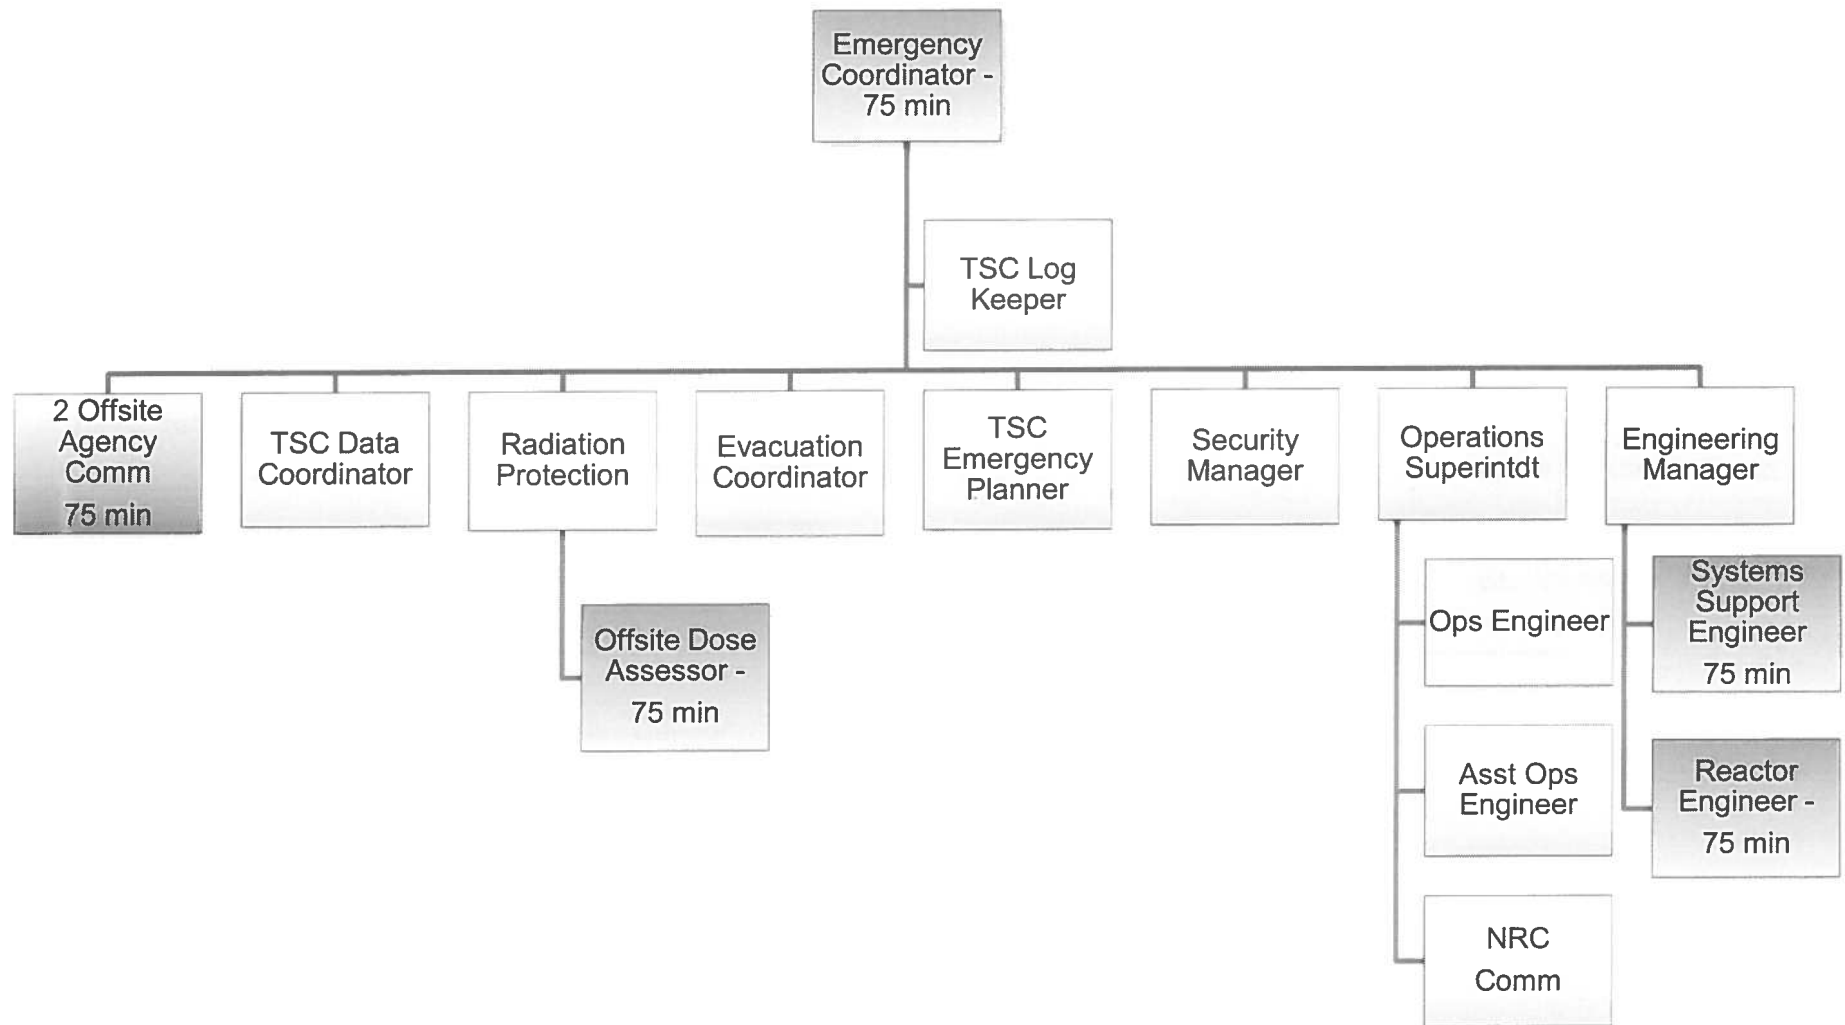 Emergency
Coordinator -
75 min
TSC Log
Keeper
2 Offsite
Agency
Comm
75 min
TSC Data
Coordinator
Radiation
Protection
Evacuation
Coordinator
TSC
Emergency
Planner
Security
Manager
Operations
Superintdt
Engineering
Manager
Offsite Dose
Assessor -
75 min
Ops Engineer
Asst Ops
Engineer
NRC
Comm
Systems
Support
Engineer
75 min
Reactor
Engineer -
75 min